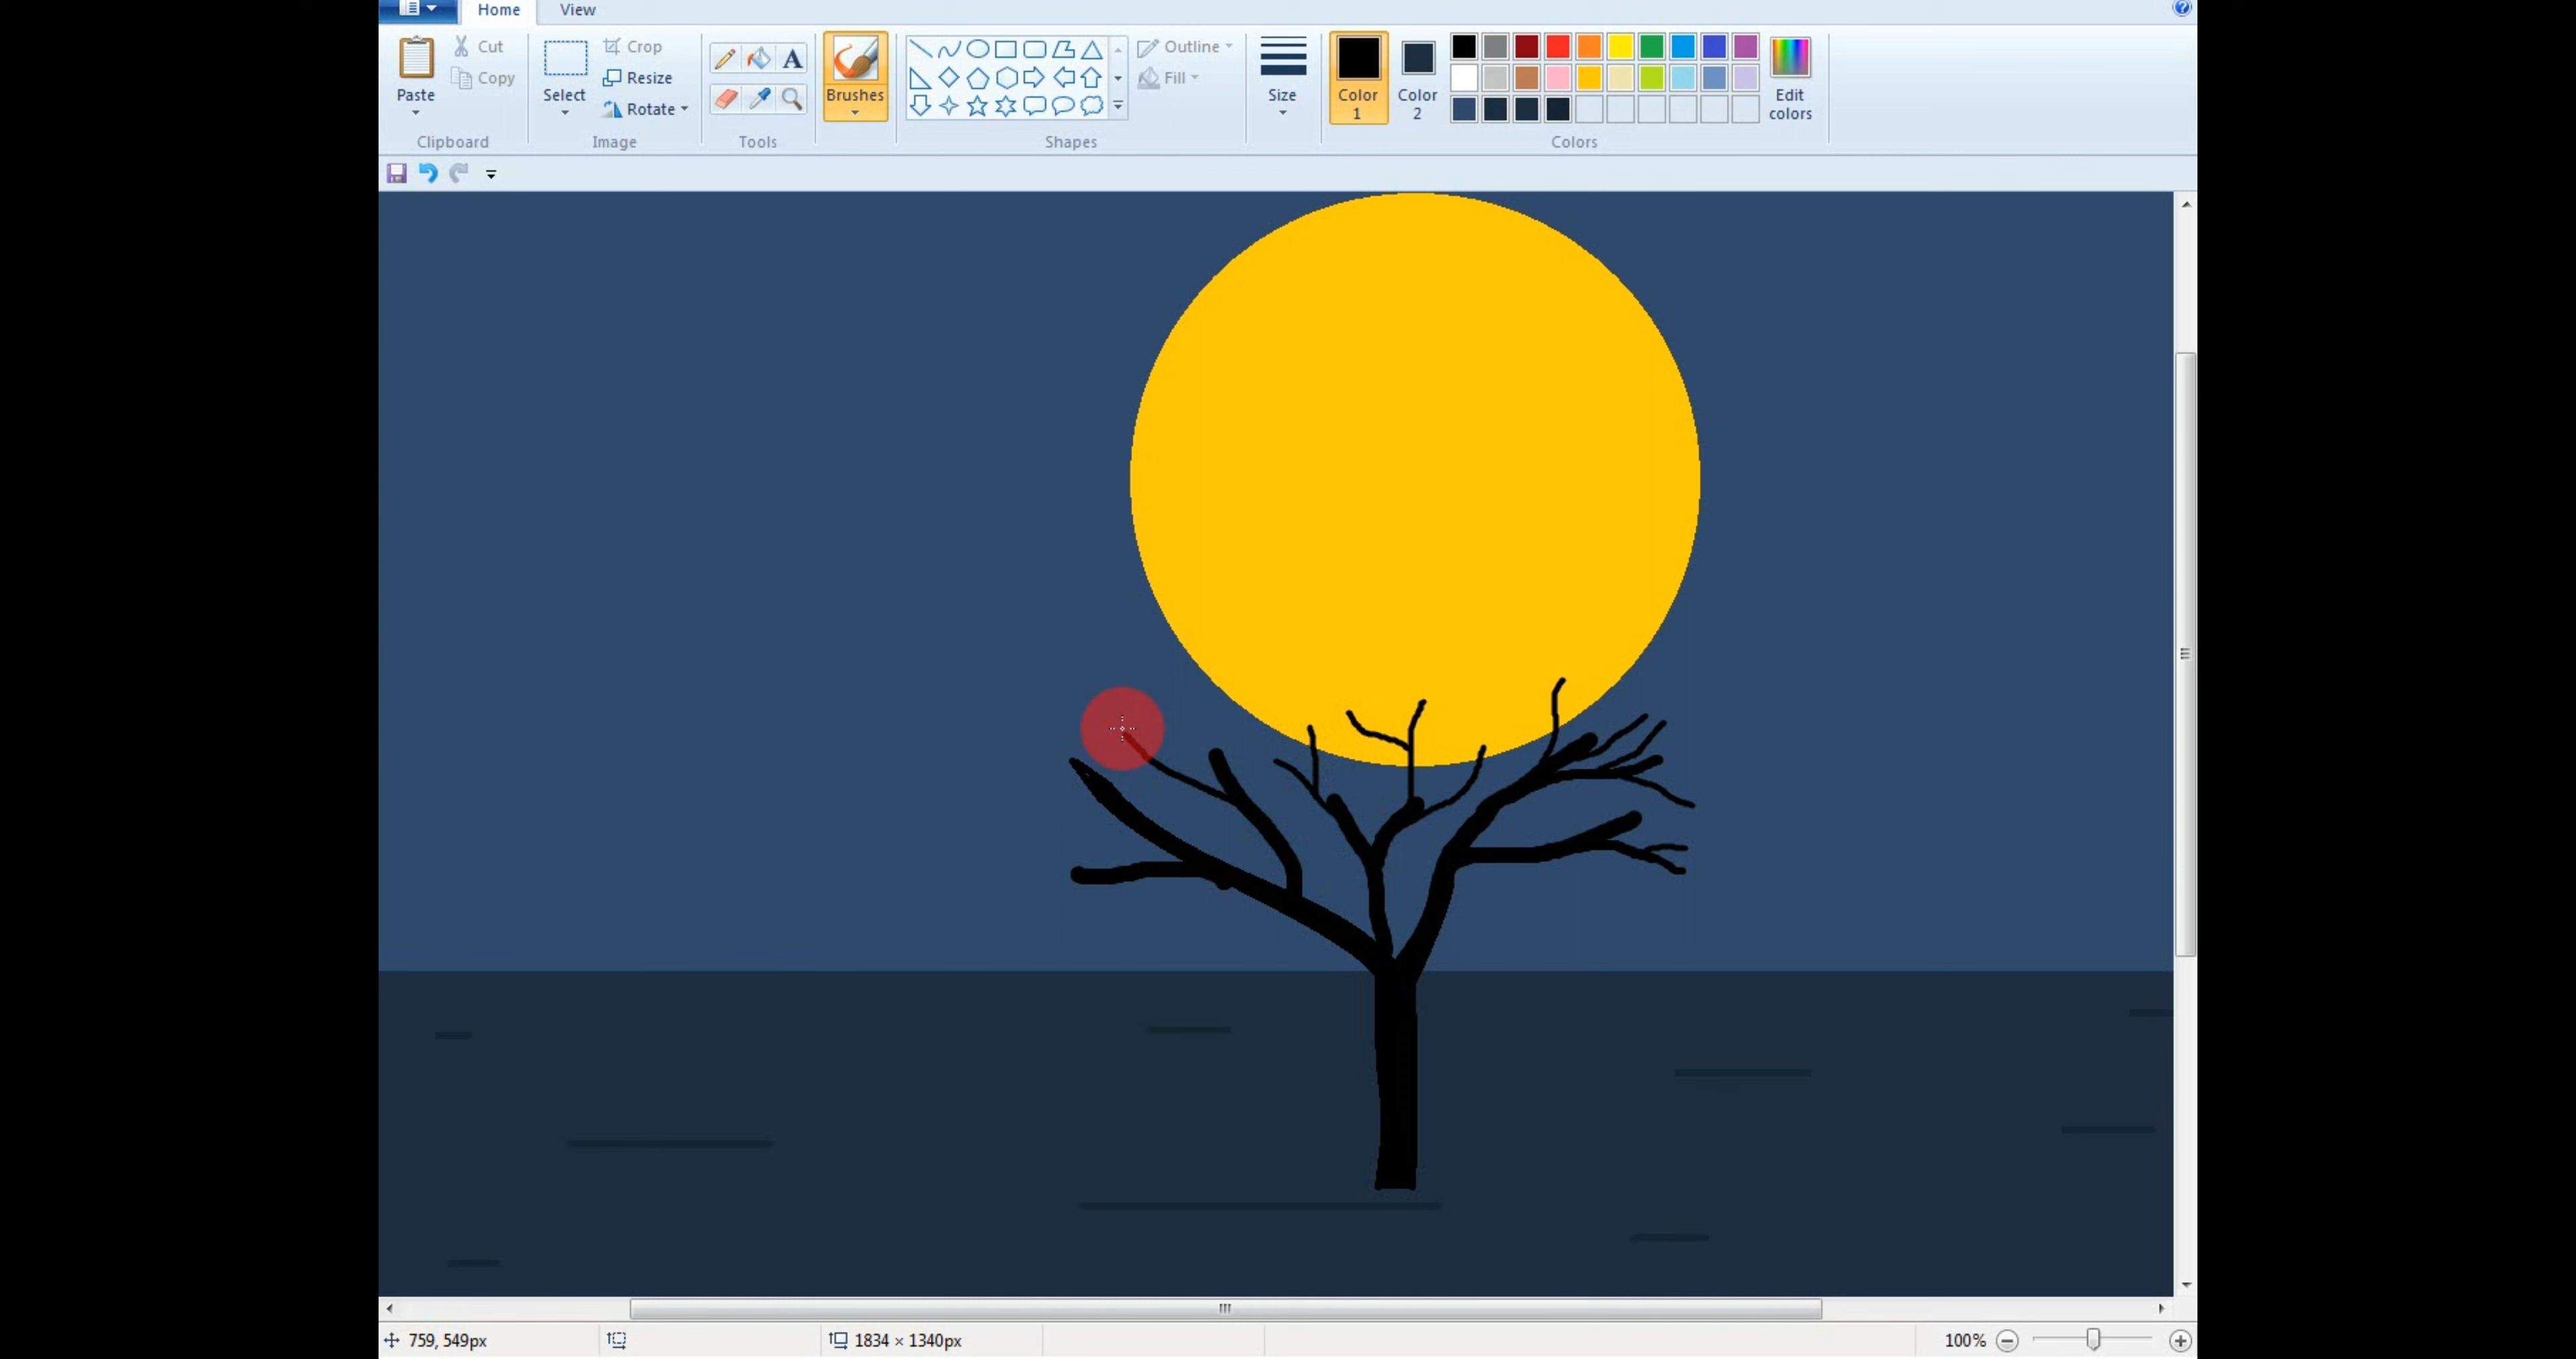 Home View
Paste Cut Copy Clipboard
Select Crop Resize Rotate Image
A Tools
Brushes
Outline Fill Shapes
Size
Color 1 Color 2 Edit colors Colors
759, 549px 1834 × 1340px 100%